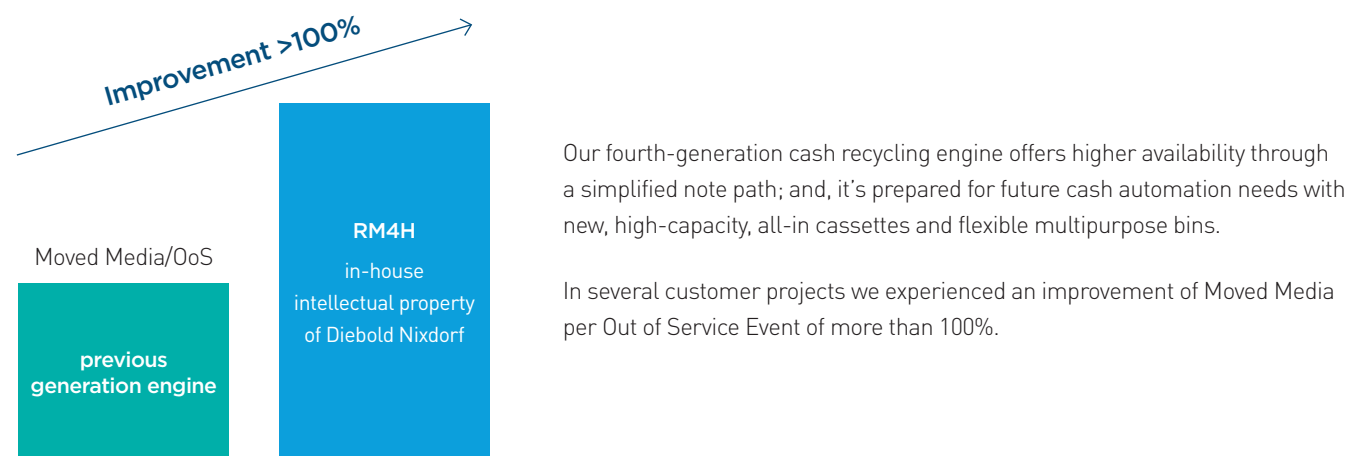 Improvement >100%
Moved Media/OoS
previous
generation engine
RM4H
in-house
intellectual property
of Diebold Nixdorf
Our fourth-generation cash recycling engine offers higher availability through
a simplified note path; and, it's prepared for future cash automation needs with
new, high-capacity, all-in cassettes and flexible multipurpose bins.
In several customer projects we experienced an improvement of Moved Media
per Out of Service Event of more than 100%.